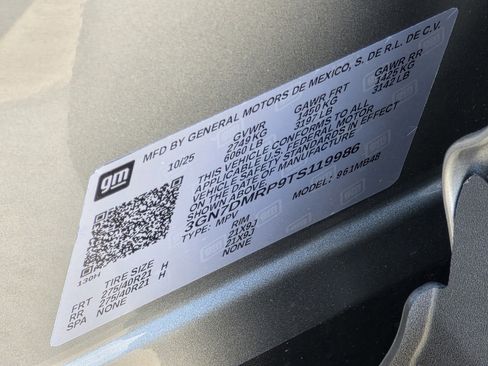 gm
MFD BY GENERAL MOTORS DE MEXICO, S. DE R.L. DE C.V.
10/25
GVWR GAWR FRT GAWR RR
2749 KG 1450 KG 1425 KG
6060 LB 3197 LB 3142 LB
THIS VEHICLE CONFORMS TO ALL
APPLICABLE U.S. FEDERAL MOTOR
VEHICLE SAFETY STANDARDS IN EFFECT
ON THE DATE OF MANUFACTURE
SHOWN ABOVE
3GN7DMRP9TS119986
TYPE: MPV MODEL: 961MB48
139H
TIRE SIZE RIM
FRT 275/40R21 H 21X9J
RR 275/40R21 H 21X9J
SPA NONE NONE